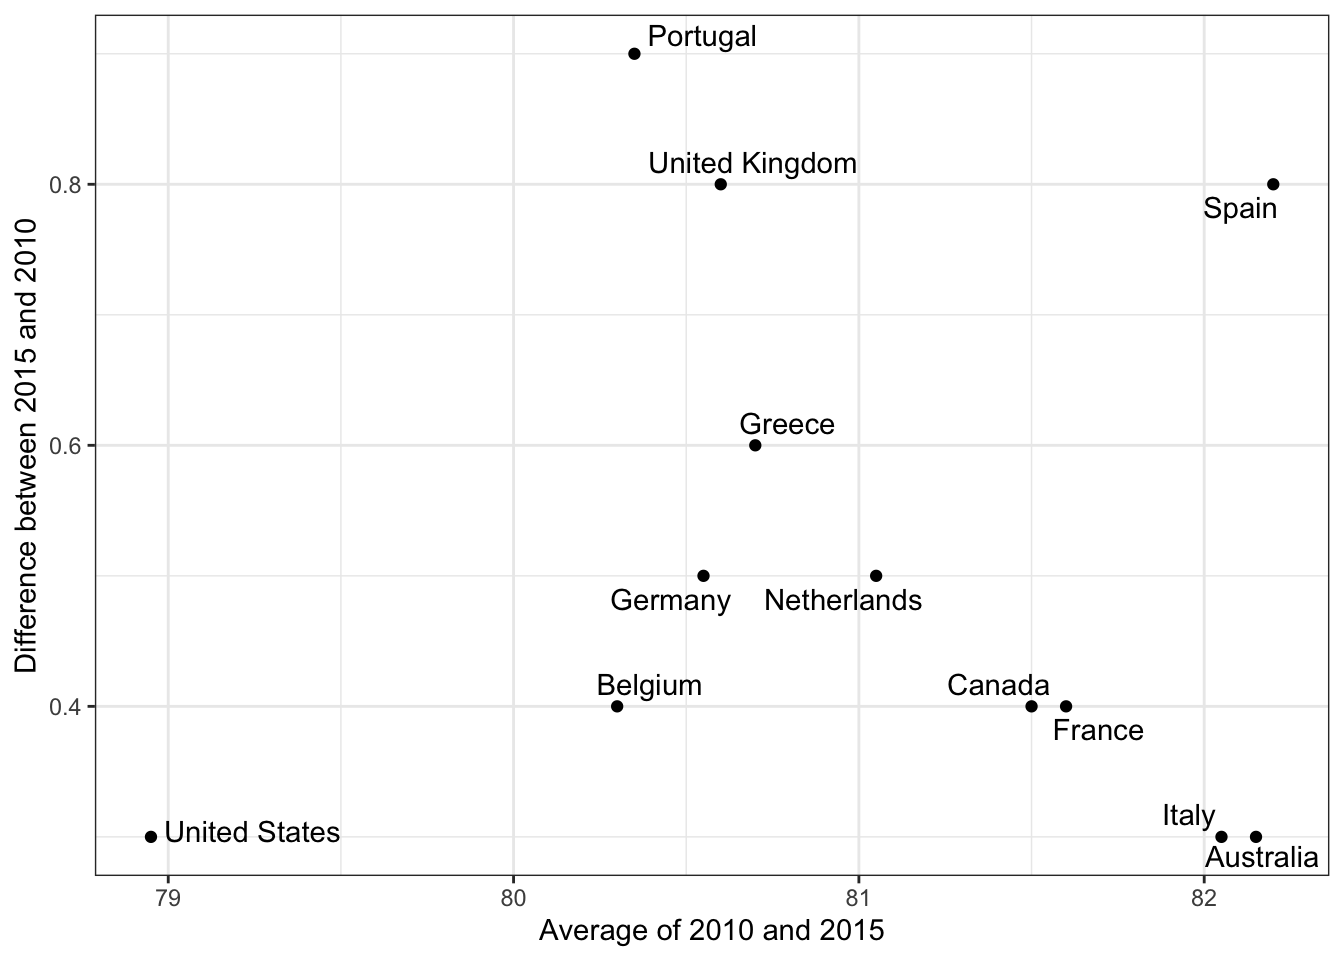 Portugal
United Kingdom
0.8
Spain
Difference between 2015 and 2010
Greece
0.6
Germany
Netherlands
Belgium
Canada
0.4
France
Italy
United States
Australia
79
80
81
82
Average of 2010 and 2015